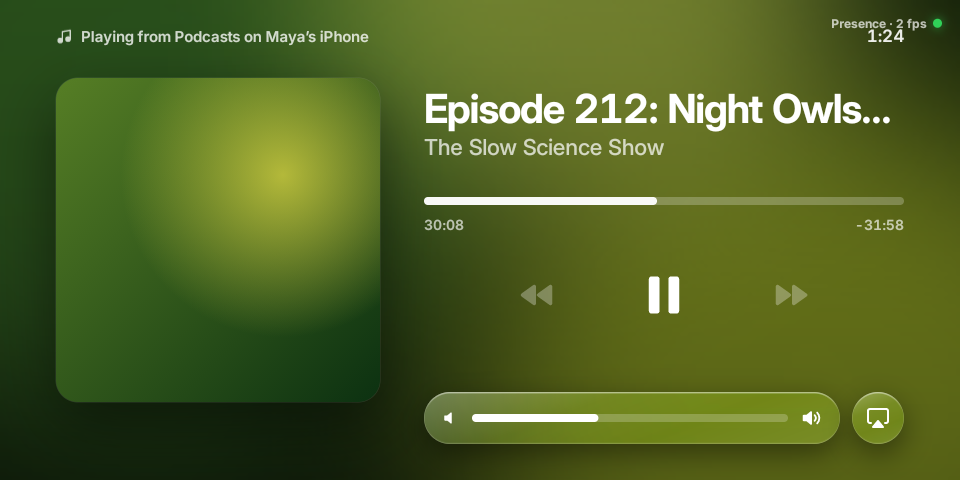 Presence · 2 fps
Playing from Podcasts on Maya’s iPhone
1:24
Episode 212: Night Owls...
The Slow Science Show
30:08
-31:58